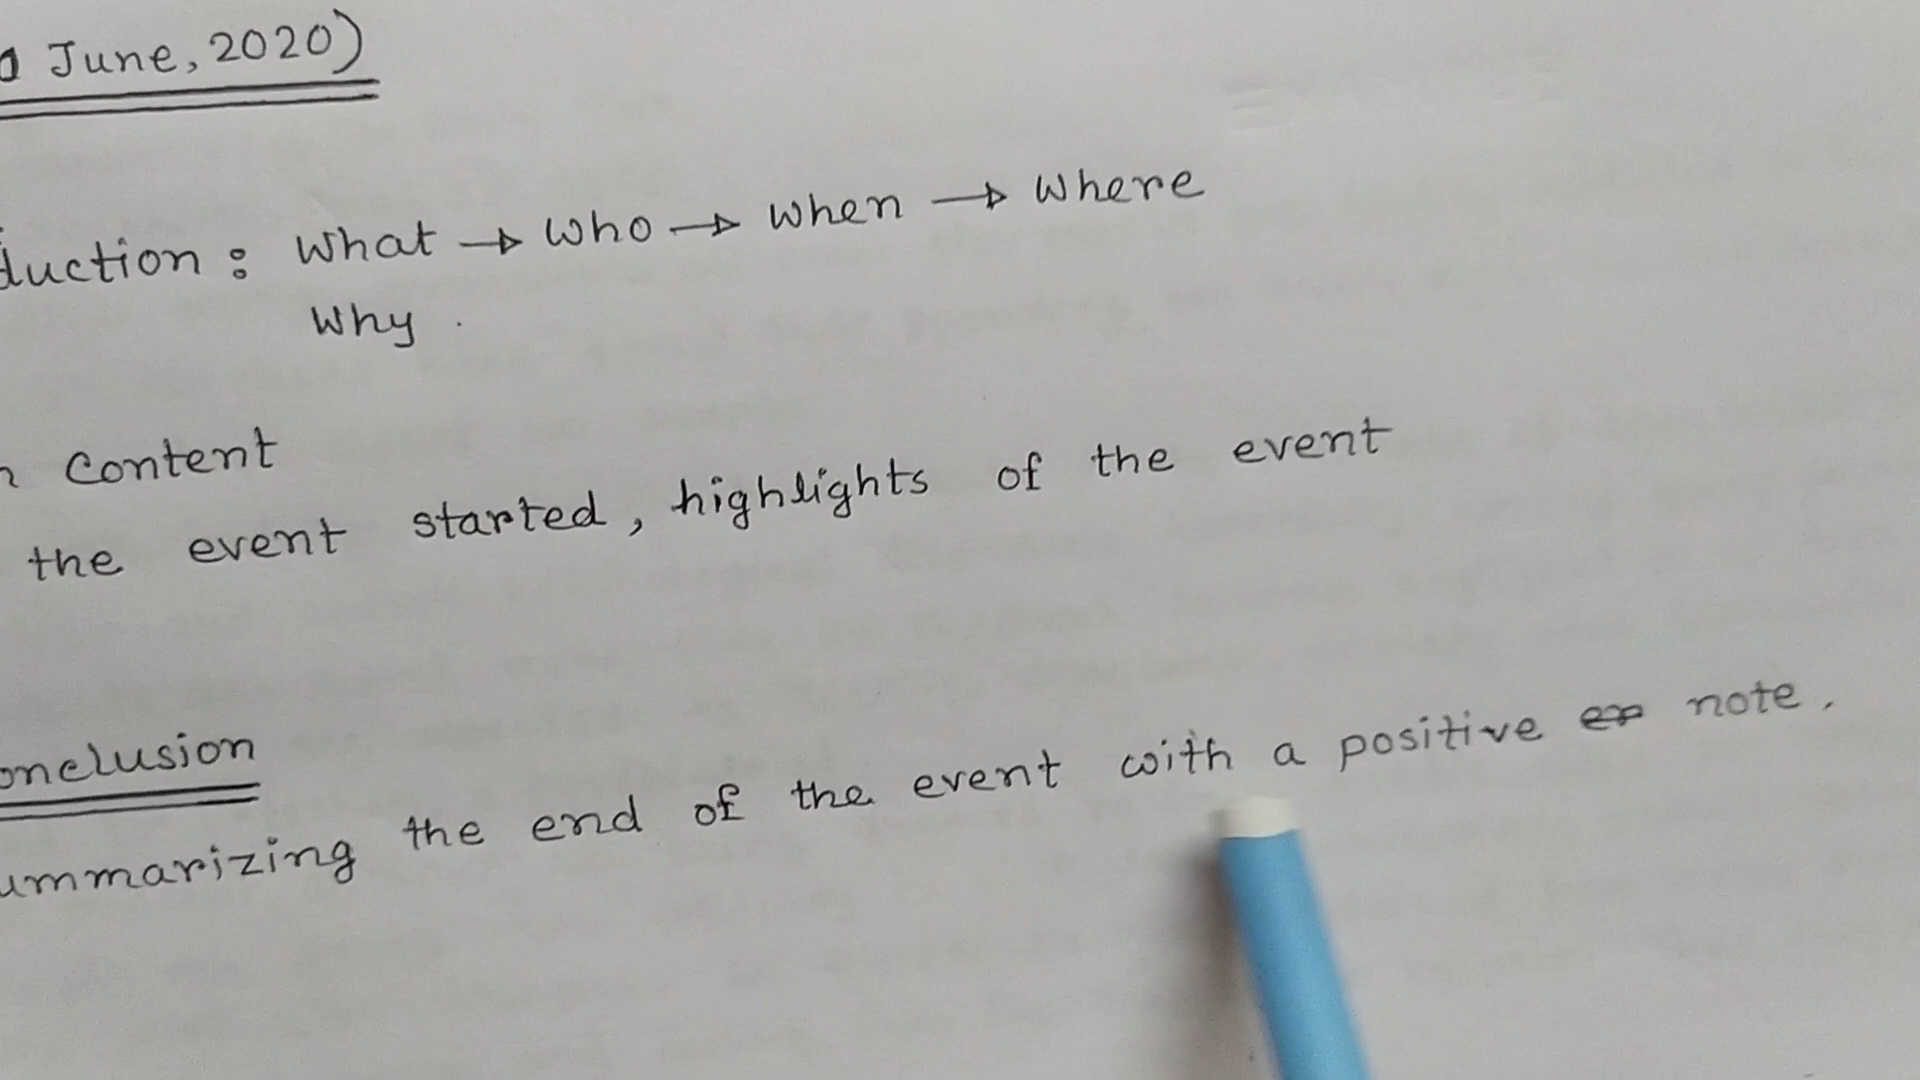 June, 2020)
duction : What → Who → When → Where
Why .
Content
the event started, highlights of the event
onclusion
ummarizing the end of the event with a positive note.